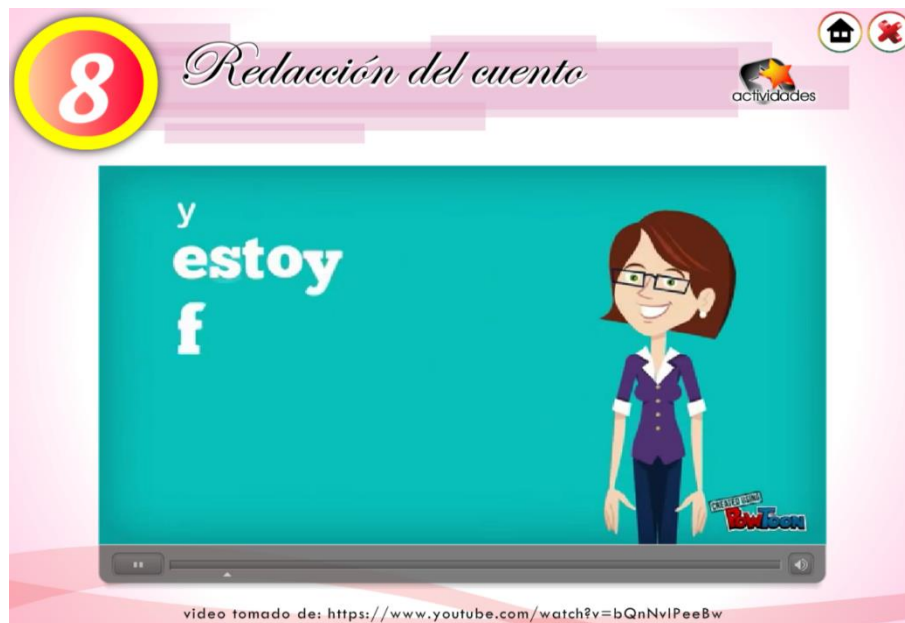 8
Redacción del cuento
actividades
y
estoy
f
CREATED USING
POWTOON
video tomado de: https://www.youtube.com/watch?v=bQnNvIPeeBw